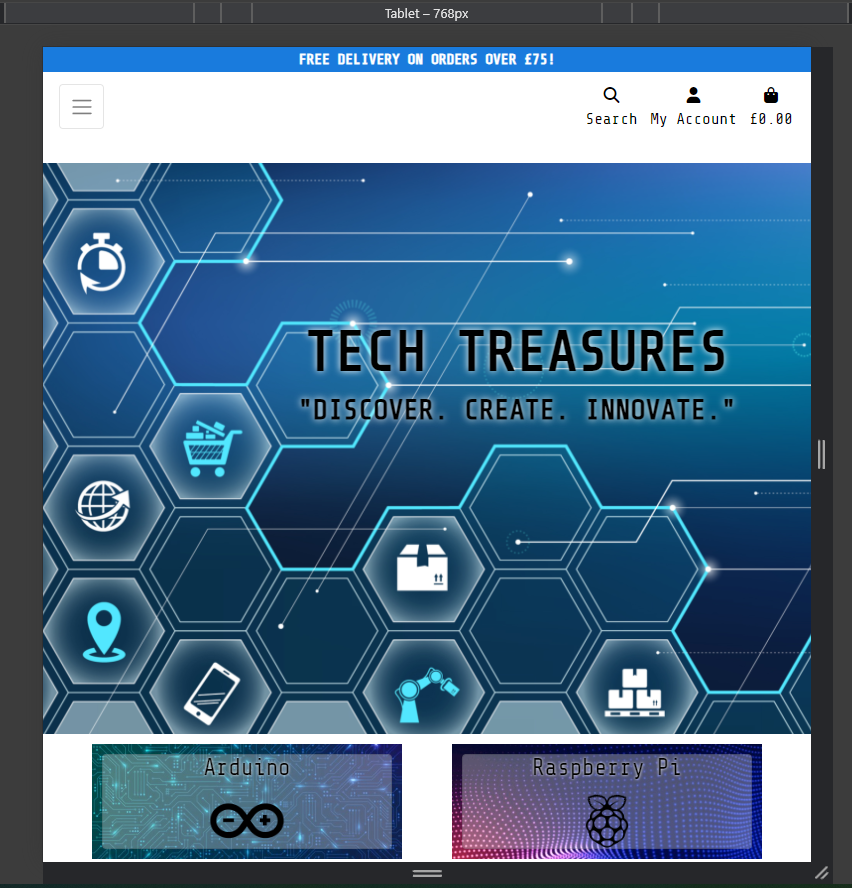 Tablet – 768px
FREE DELIVERY ON ORDERS OVER £75!
Search My Account £0.00
TECH TREASURES
"DISCOVER. CREATE. INNOVATE."
Arduino Raspberry Pi